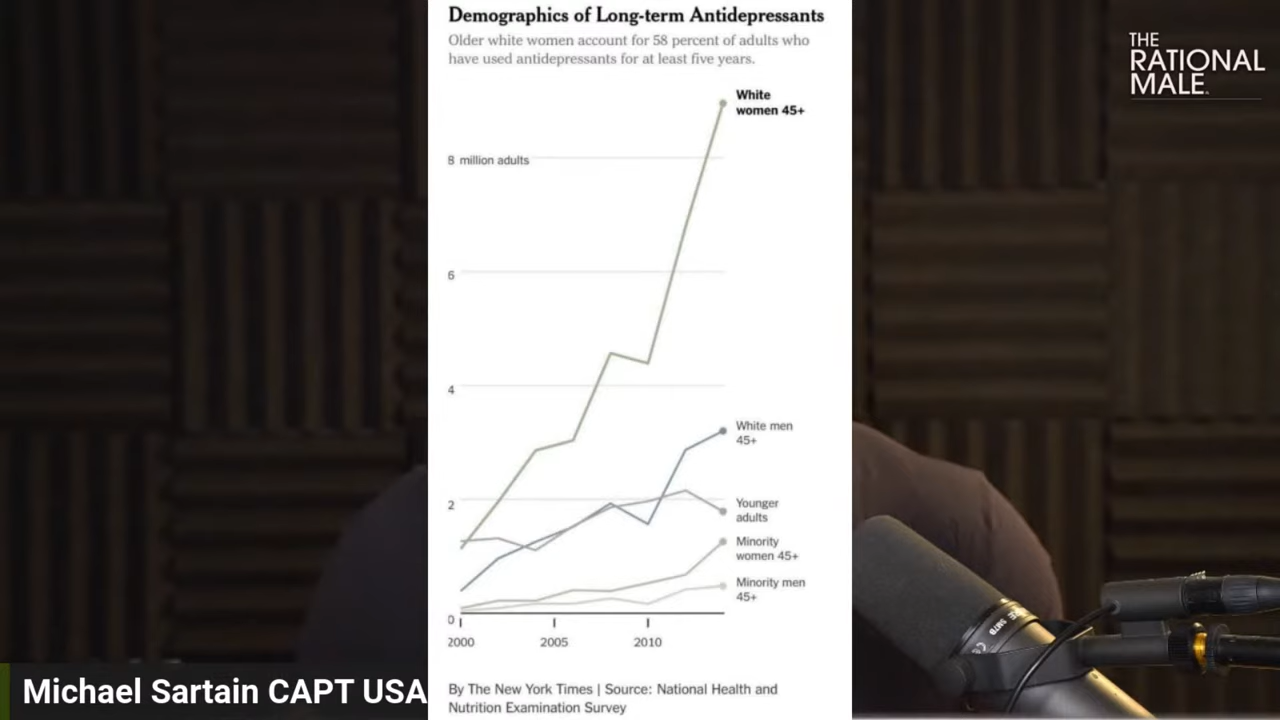 Demographics of Long-term Antidepressants
Older white women account for 58 percent of adults who
have used antidepressants for at least five years.
THE
RATIONAL
MALE
White
women 45+
8 million adults
6
4
White men
45+
2
Younger
adults
Minority
women 45+
Minority men
45+
0
2000
2005
2010
By The New York Times | Source: National Health and
Nutrition Examination Survey
Michael Sartain CAPT USA
SM7B